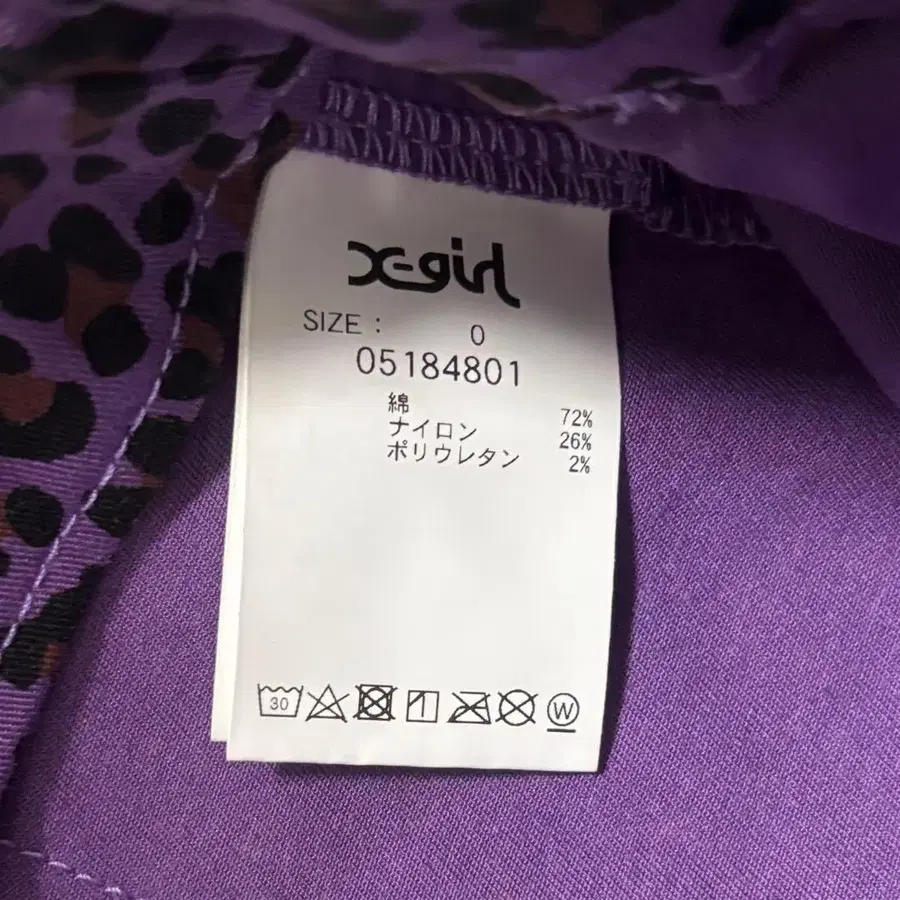 X-girl
SIZE : 0
05184801
綿 72%
ナイロン 26%
ポリウレタン 2%
30 W